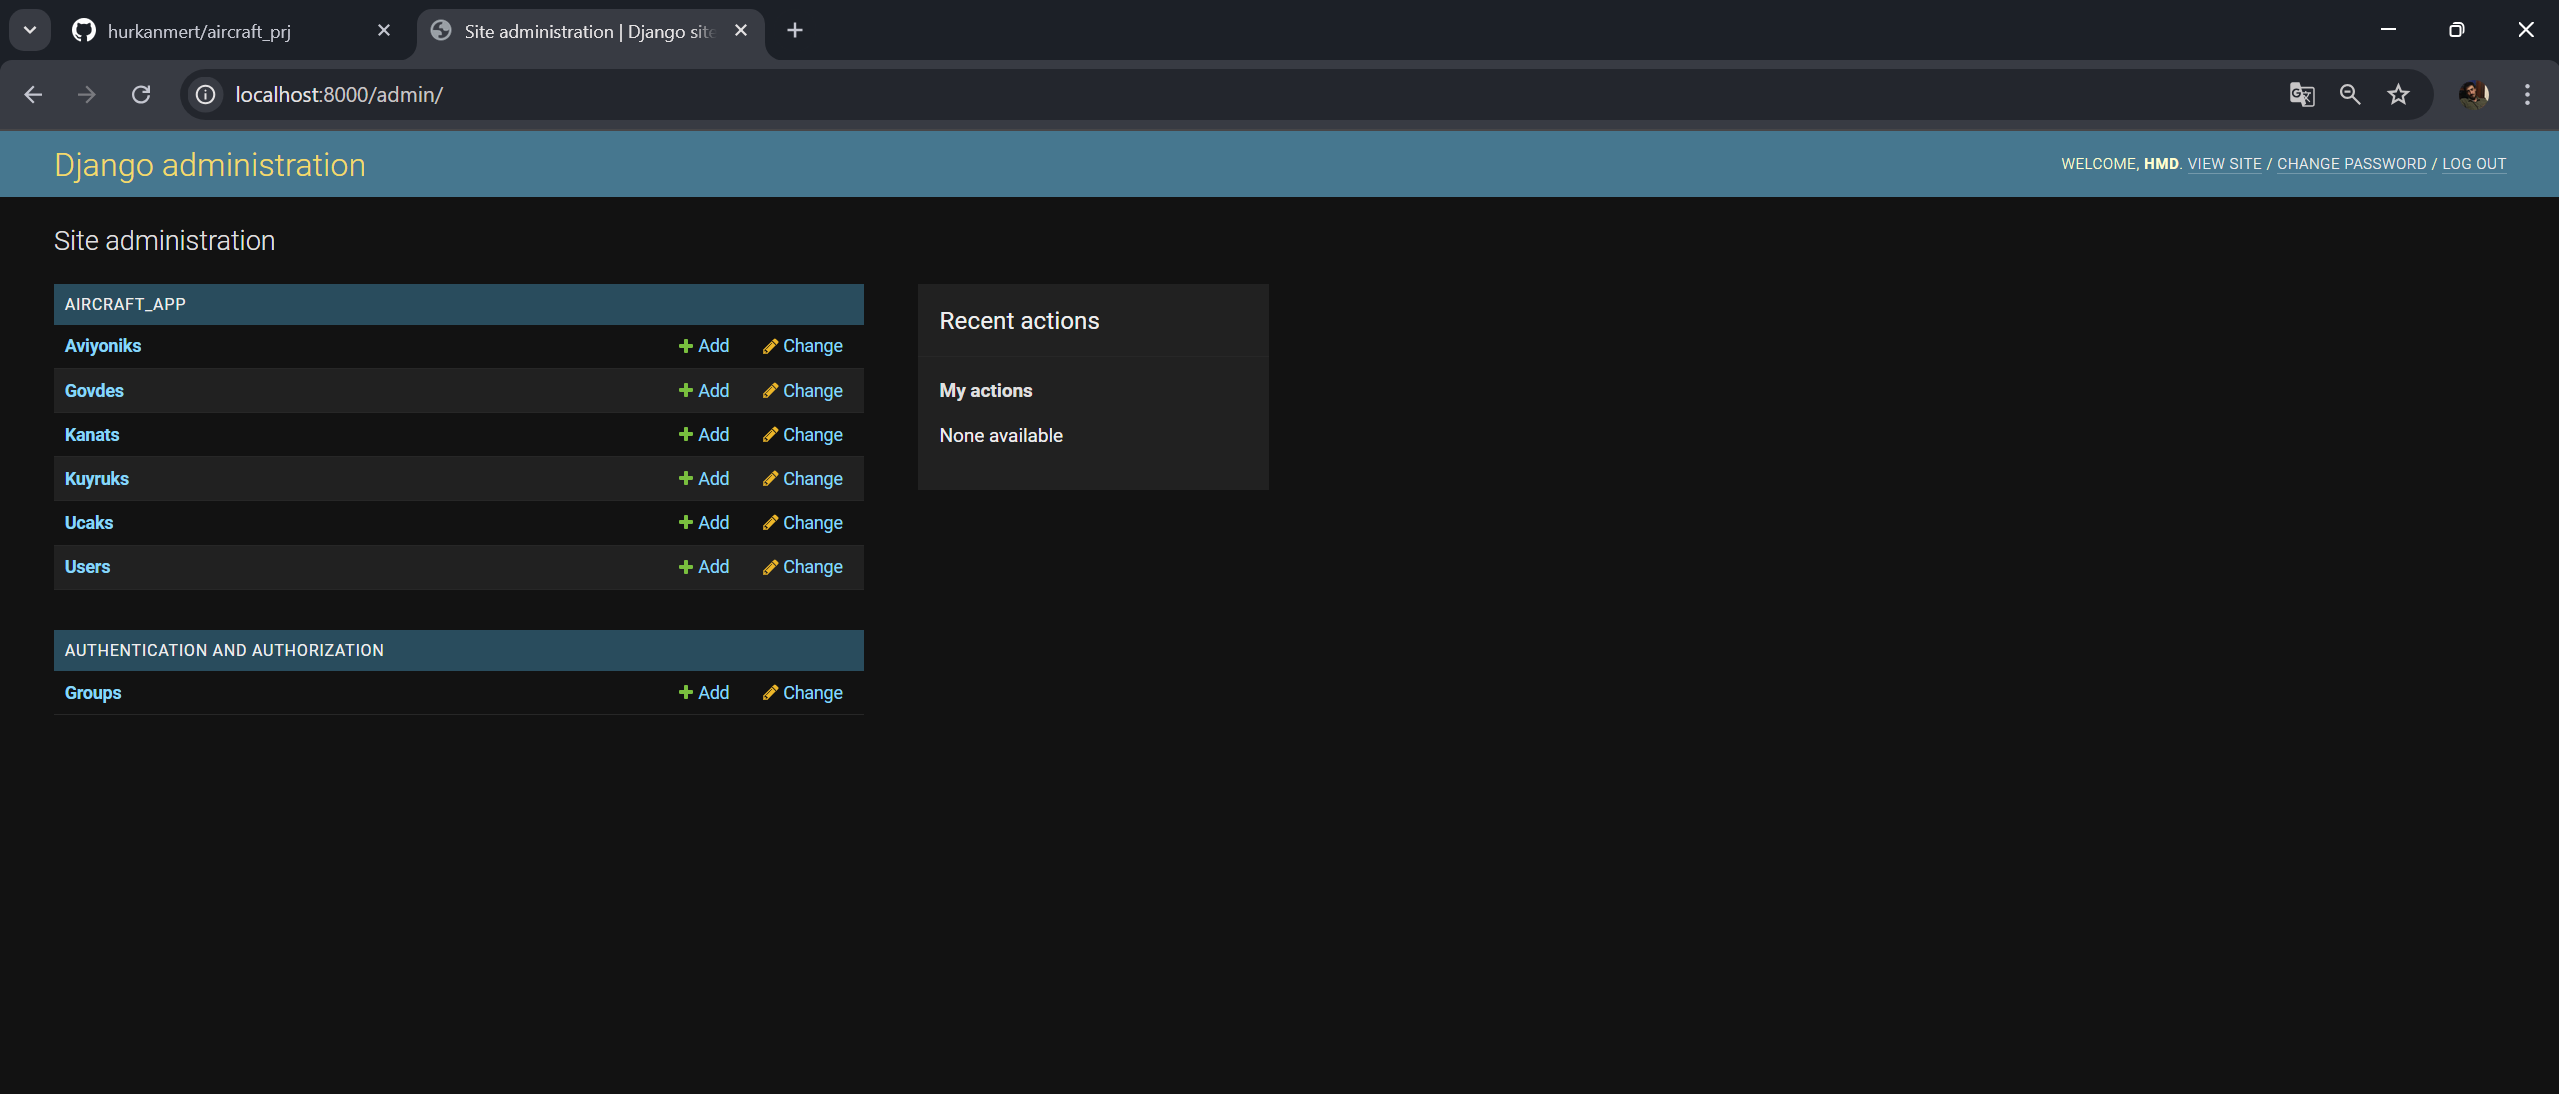 hurkanmert/aircraft_prj
Site administration | Django site
localhost:8000/admin/
Django administration
WELCOME, HMD. VIEW SITE / CHANGE PASSWORD / LOG OUT
Site administration
AIRCRAFT_APP
Aviyoniks Add Change
Govdes Add Change
Kanats Add Change
Kuyruks Add Change
Ucaks Add Change
Users Add Change
AUTHENTICATION AND AUTHORIZATION
Groups Add Change
Recent actions
My actions
None available